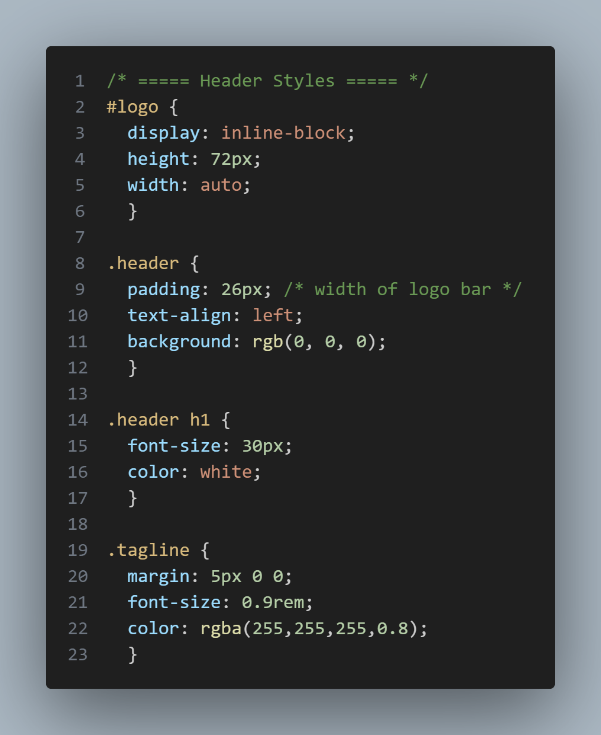 1 /* ===== Header Styles ===== */
2 #logo {
3   display: inline-block;
4   height: 72px;
5   width: auto;
6   }
7
8 .header {
9   padding: 26px; /* width of logo bar */
10   text-align: left;
11   background: rgb(0, 0, 0);
12   }
13
14 .header h1 {
15   font-size: 30px;
16   color: white;
17   }
18
19 .tagline {
20   margin: 5px 0 0;
21   font-size: 0.9rem;
22   color: rgba(255,255,255,0.8);
23   }